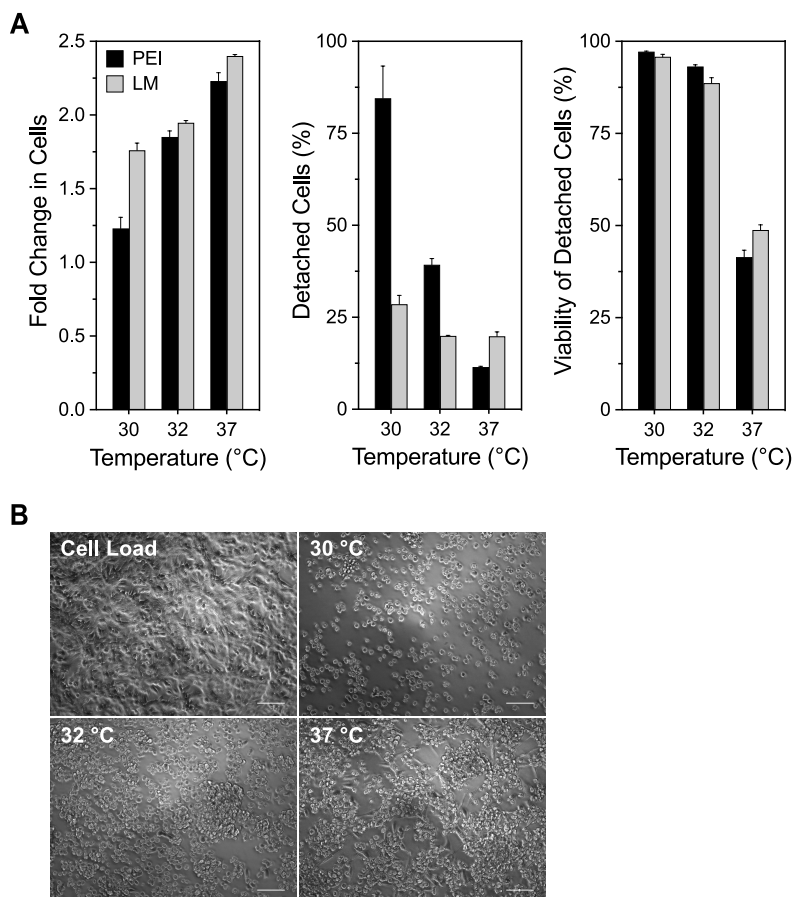 A
Fold Change in Cells
2.5
2.0
1.5
1.0
0.5
0.0
PEI
LM
30 32 37
Temperature (°C)
Detached Cells (%)
100
75
50
25
0
30 32 37
Temperature (°C)
Viability of Detached Cells (%)
100
75
50
25
0
30 32 37
Temperature (°C)
B
Cell Load
30 °C
32 °C
37 °C